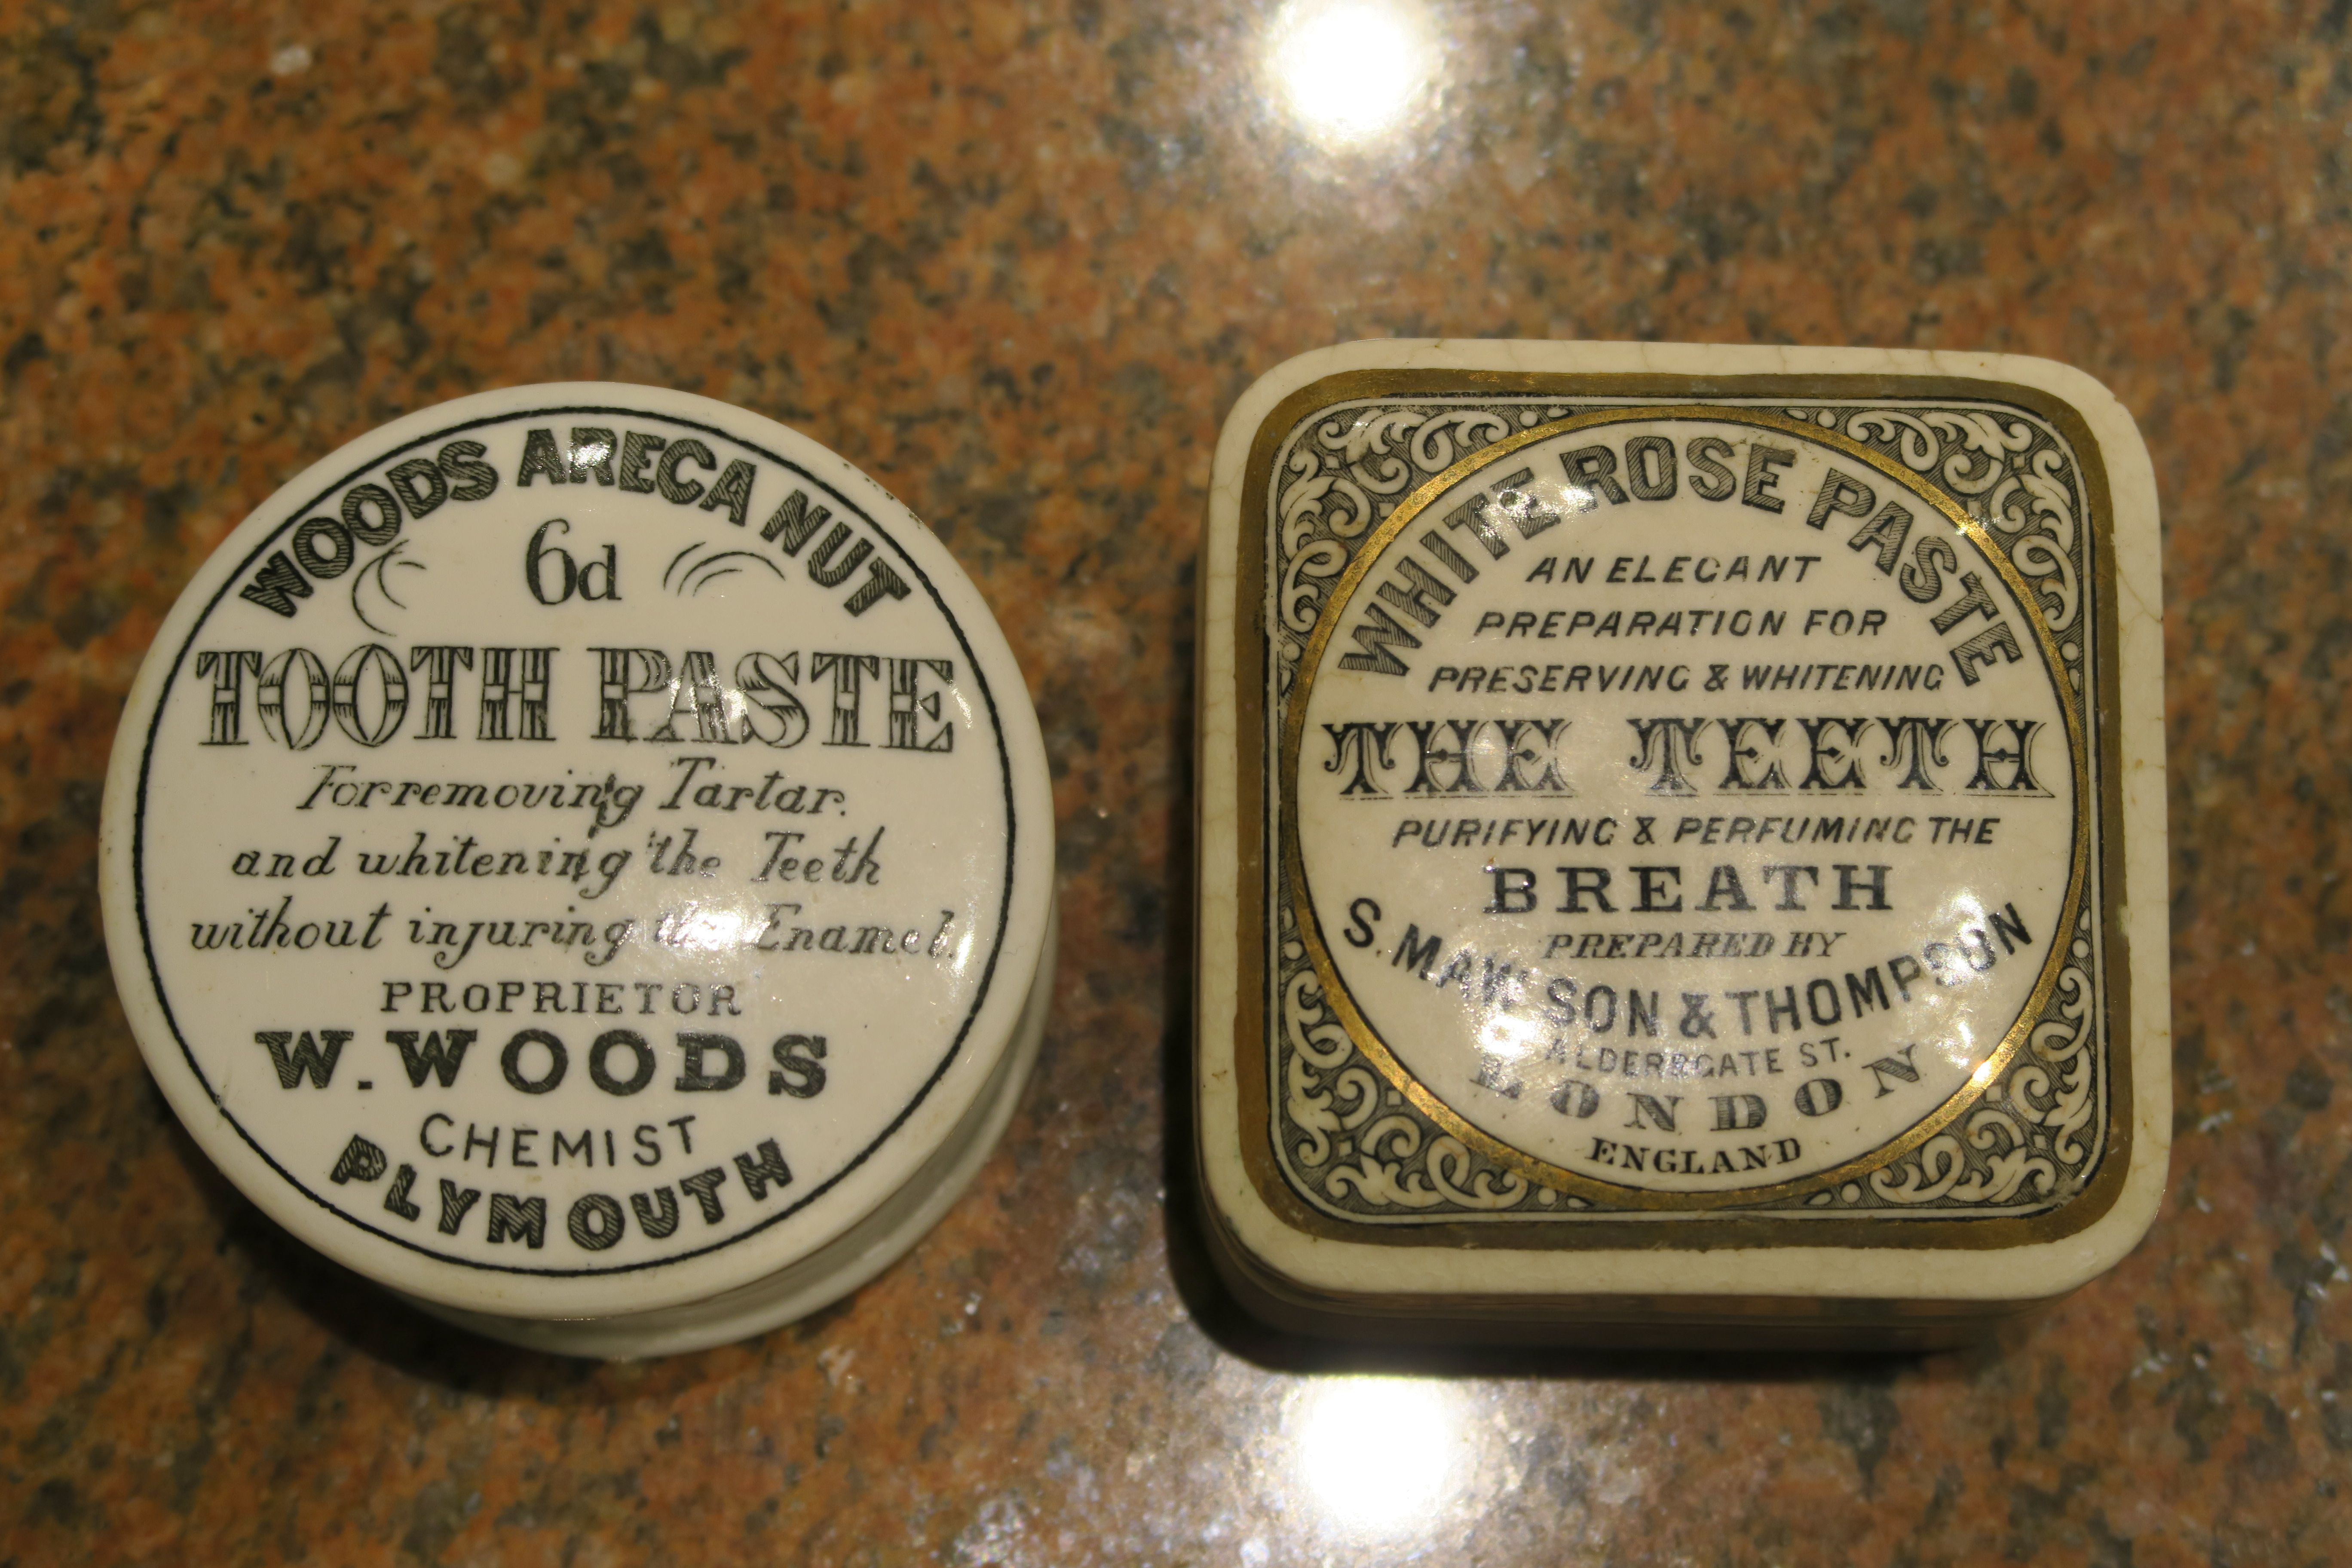 WOODS ARECA NUT
6d
TOOTH PASTE
For removing Tartar.
and whitening the Teeth
without injuring the Enamel.
PROPRIETOR
W. WOODS
CHEMIST
PLYMOUTH
WHITE ROSE PASTE
AN ELEGANT
PREPARATION FOR
PRESERVING & WHITENING
THE TEETH
PURIFYING & PERFUMING THE
BREATH
PREPARED BY
S. MAW SON & THOMPSON
ALDERSGATE ST.
LONDON
ENGLAND